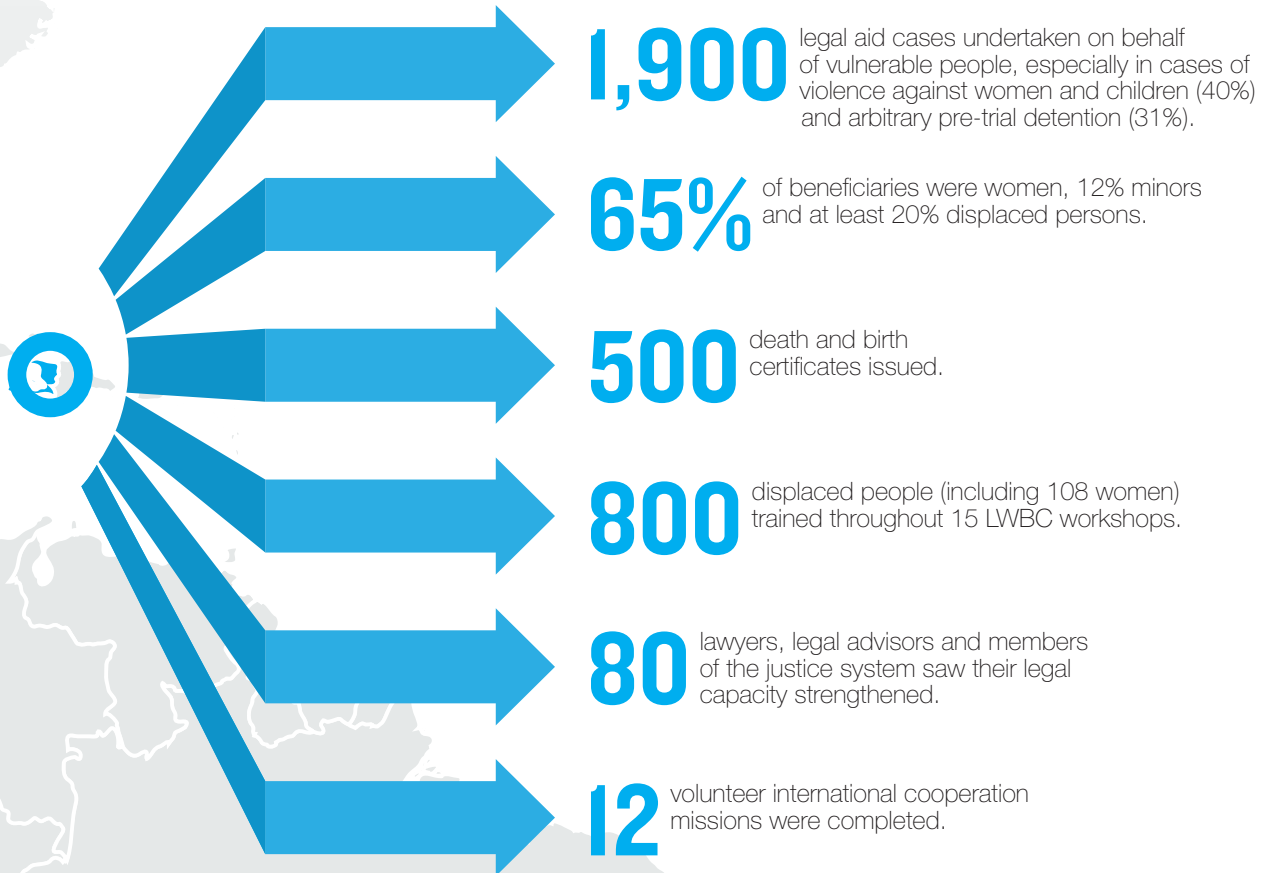 1,900 legal aid cases undertaken on behalf
of vulnerable people, especially in cases of
violence against women and children (40%)
and arbitrary pre-trial detention (31%).
65% of beneficiaries were women, 12% minors
and at least 20% displaced persons.
500 death and birth
certificates issued.
800 displaced people (including 108 women)
trained throughout 15 LWBC workshops.
80 lawyers, legal advisors and members
of the justice system saw their legal
capacity strengthened.
12 volunteer international cooperation
missions were completed.